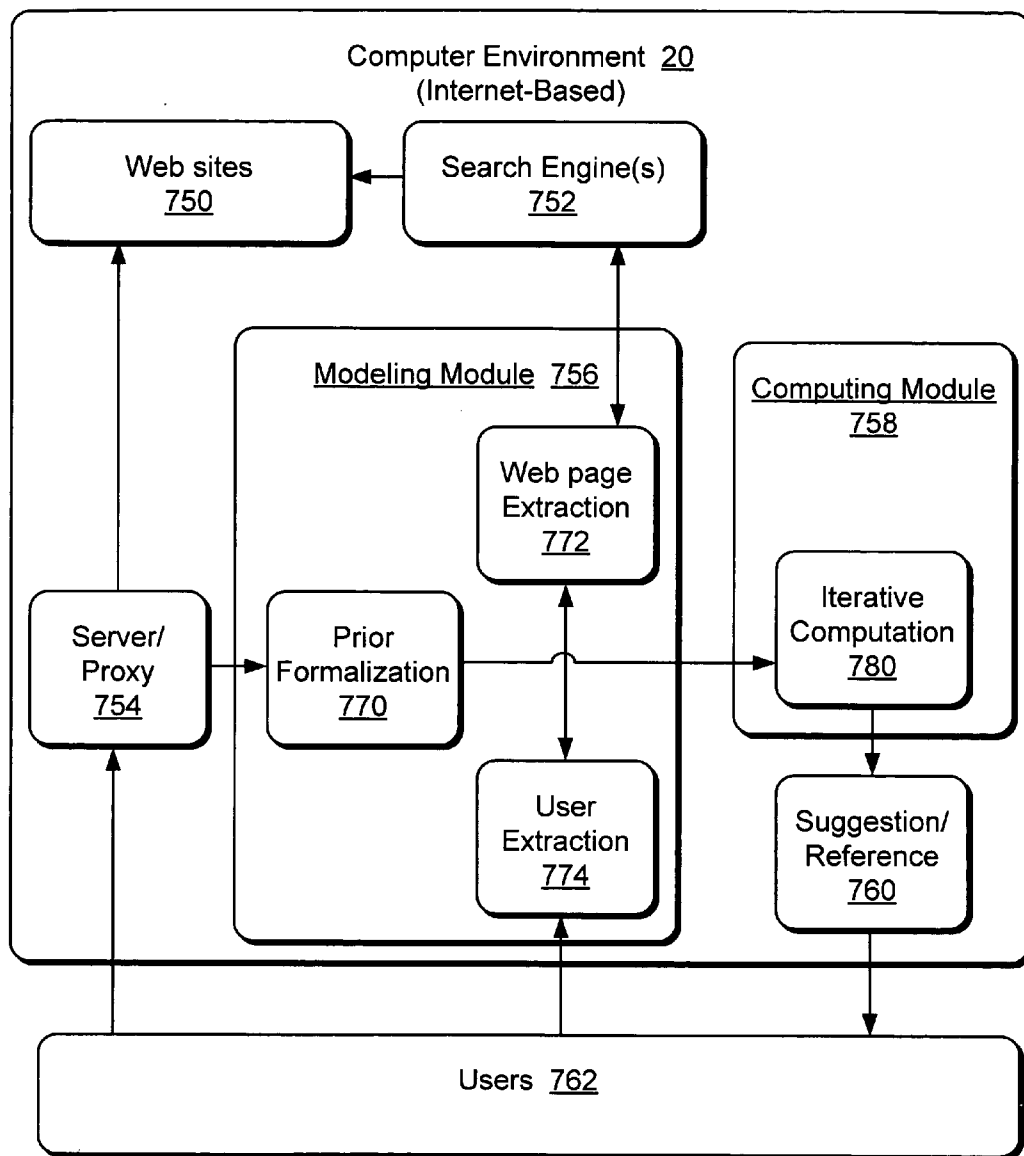 Computer Environment 20
(Internet-Based)
Web sites
750
Search Engine(s)
752
Modeling Module 756
Computing Module
758
Web page
Extraction
772
Server/
Proxy
754
Prior
Formalization
770
Iterative
Computation
780
User
Extraction
774
Suggestion/
Reference
760
Users 762